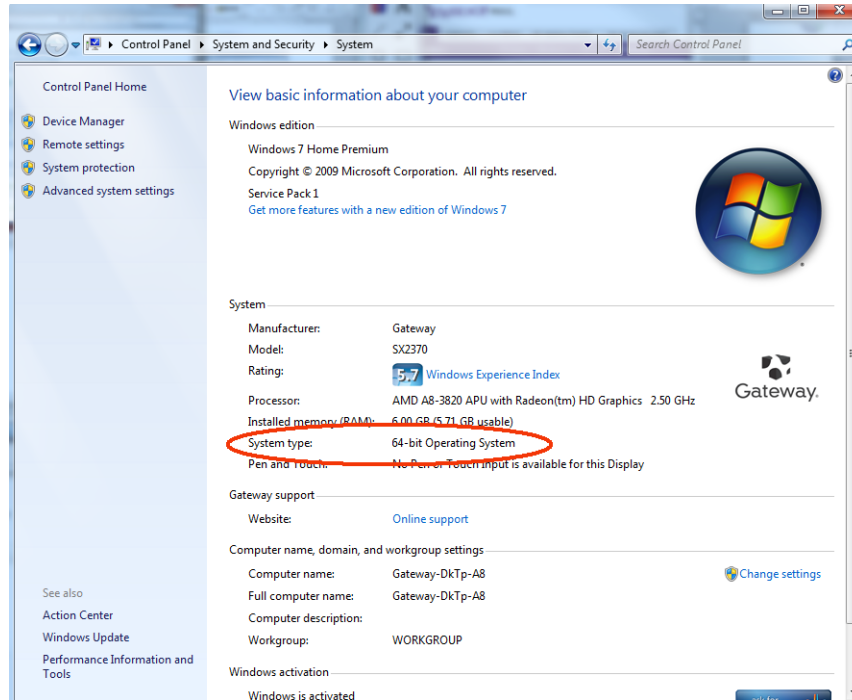 Control Panel ▸ System and Security ▸ System
Search Control Panel
Control Panel Home
Device Manager
Remote settings
System protection
Advanced system settings
See also
Action Center
Windows Update
Performance Information and
Tools
View basic information about your computer
Windows edition
Windows 7 Home Premium
Copyright © 2009 Microsoft Corporation. All rights reserved.
Service Pack 1
Get more features with a new edition of Windows 7
System
Manufacturer: Gateway
Model: SX2370
Rating: 5.7 Windows Experience Index
Processor: AMD A8-3820 APU with Radeon(tm) HD Graphics 2.50 GHz
Installed memory (RAM): 6.00 GB (5.71 GB usable)
System type: 64-bit Operating System
Pen and Touch: No Pen or Touch Input is available for this Display
Gateway.
Gateway support
Website: Online support
Computer name, domain, and workgroup settings
Computer name: Gateway-DkTp-A8
Change settings
Full computer name: Gateway-DkTp-A8
Computer description:
Workgroup: WORKGROUP
Windows activation
Windows is activated
ask for